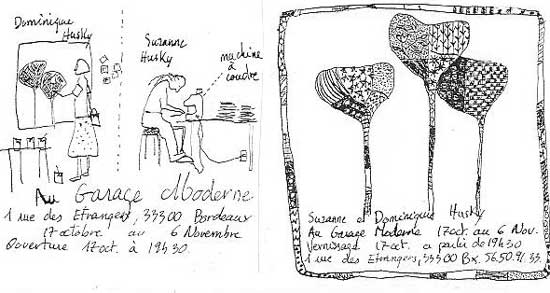 Dominique
Husky
Suzanne
Husky
machine
à
coudre
Au Garage Moderne
1 rue des Etrangers, 33300 Bordeaux
17 octobre au 6 Novembre
Ouverture 17 oct. à 19h30.
Suzanne et Dominique Husky
Au Garage Moderne 17 oct. au 6 Nov.
Vernissage 17 oct. a partir de 19h30
1 rue des Etrangers, 33300 Bx. 56.50.91.33.